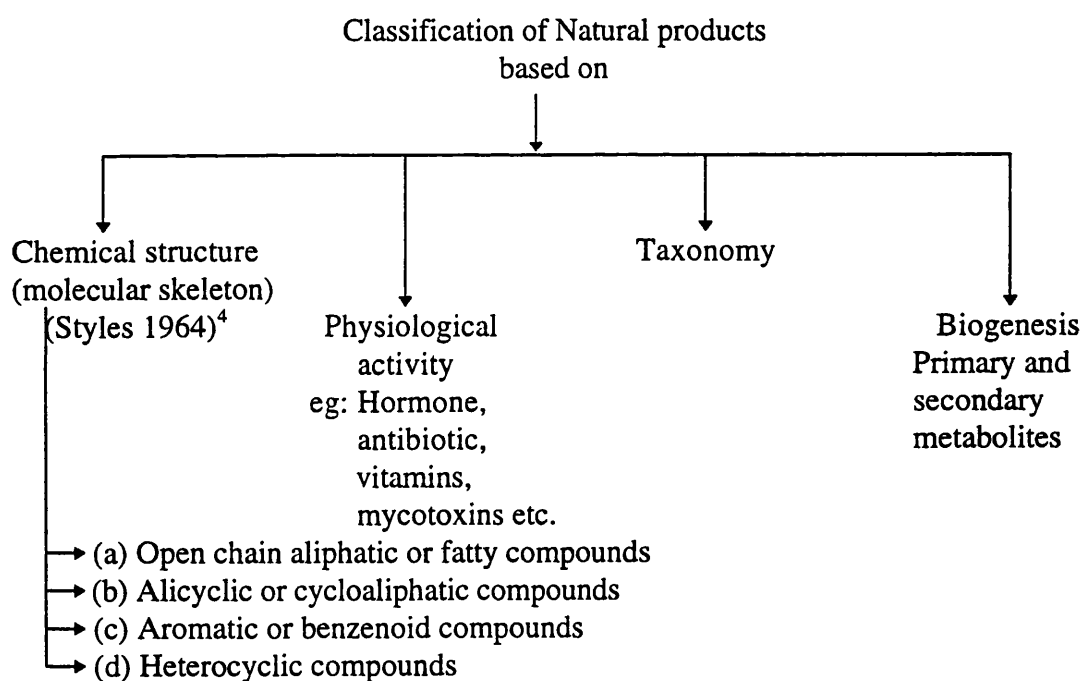 Classification of Natural products
based on
Chemical structure
(molecular skeleton)
(Styles 1964)⁴
Physiological
activity
eg: Hormone,
antibiotic,
vitamins,
mycotoxins etc.
Taxonomy
Biogenesis
Primary and
secondary
metabolites
(a) Open chain aliphatic or fatty compounds
(b) Alicyclic or cycloaliphatic compounds
(c) Aromatic or benzenoid compounds
(d) Heterocyclic compounds